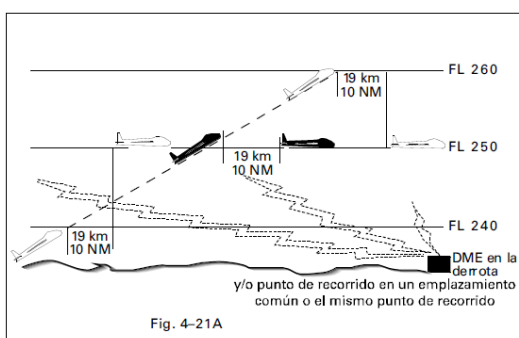 FL 260
19 km
10 NM
FL 250
19 km
10 NM
FL 240
19 km
10 NM
DME en la
derrota
y/o punto de recorrido en un emplazamiento
común o el mismo punto de recorrido
Fig. 4–21A